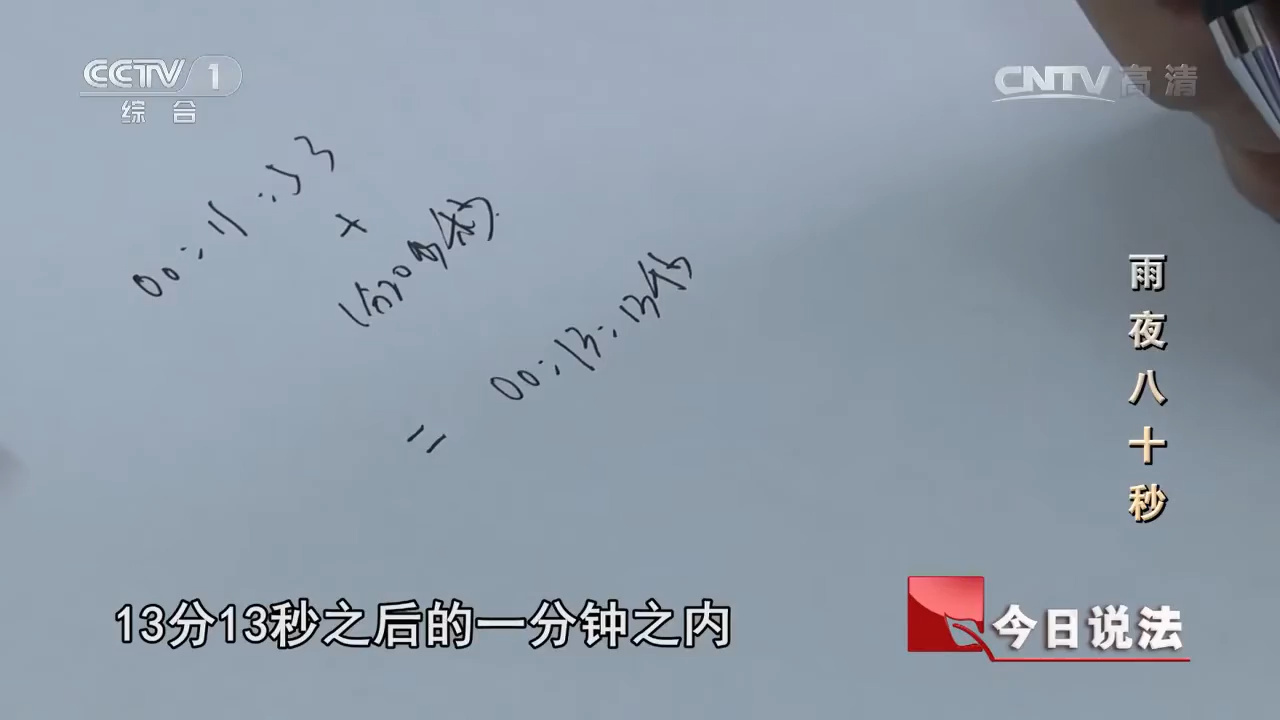 CCTV 1
综合
CNTV 高清
00:11:53
+
1分20多秒
=
00:13:13秒
雨夜八十秒
13分13秒之后的一分钟之内
今日说法